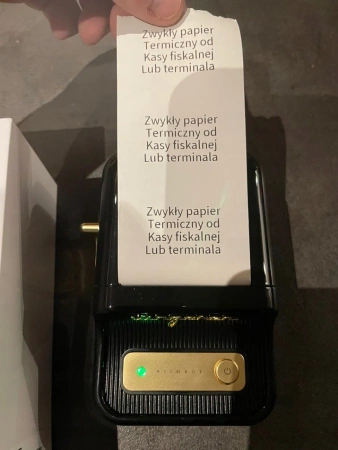 Zwykły papier
Termiczny od
Kasy fiskalnej
Lub terminala
Zwykły papier
Termiczny od
Kasy fiskalnej
Lub terminala
Zwykły papier
Termiczny od
Kasy fiskalnej
Lub terminala